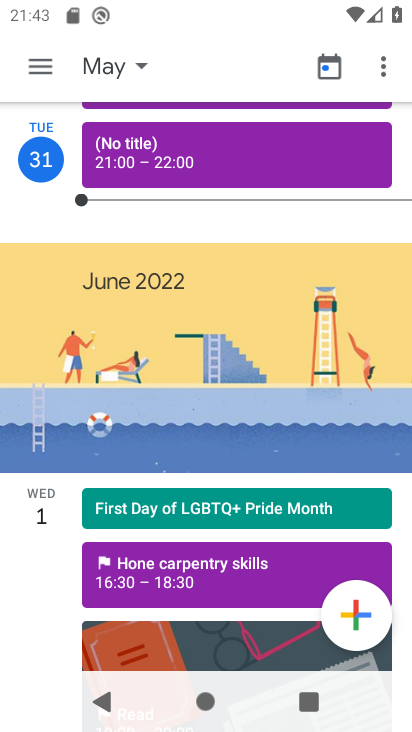 21:43
May
TUE
31
(No title)
21:00 – 22:00
June 2022
WED
1
First Day of LGBTQ+ Pride Month
Hone carpentry skills
16:30 – 18:30
Read